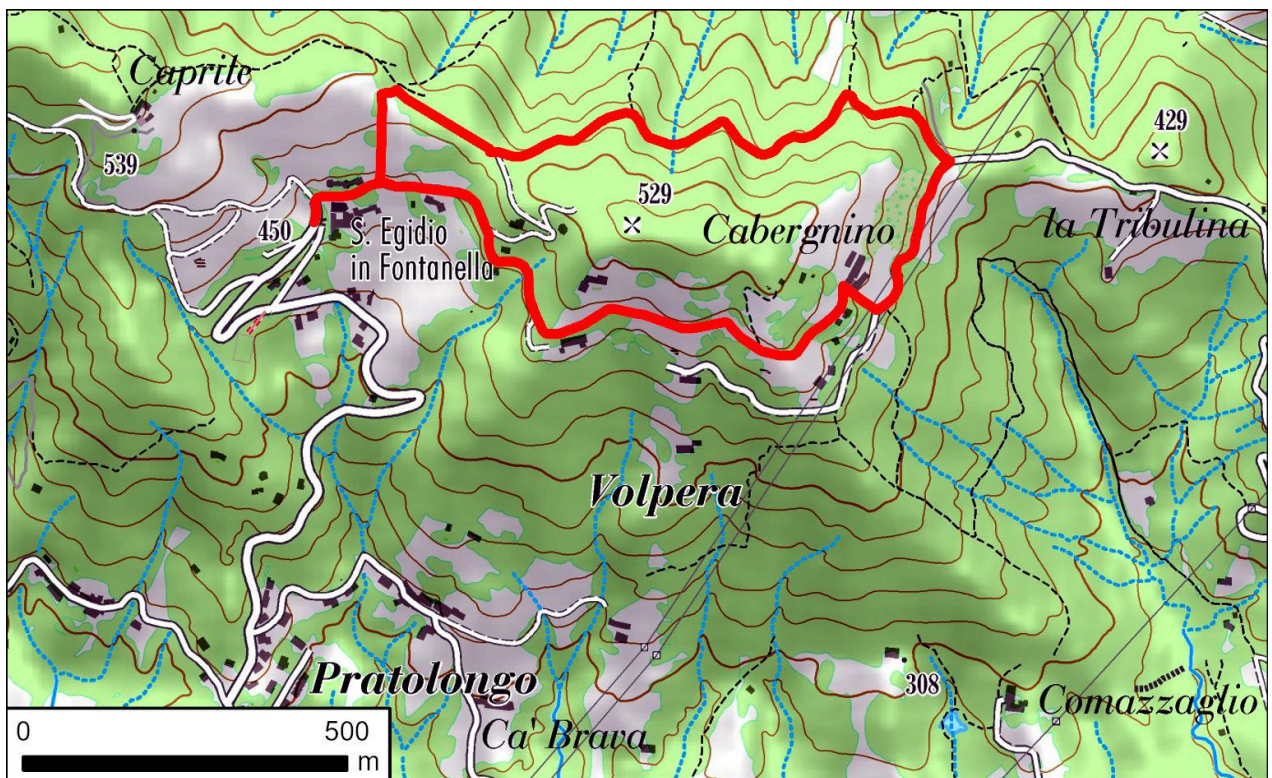 Caprile
539
429
529
450
S. Egidio
in Fontanella
Cabergnino
la Tribulina
Volpera
Pratolongo
308
Ca' Brava
Comazzaglio
0
500
m